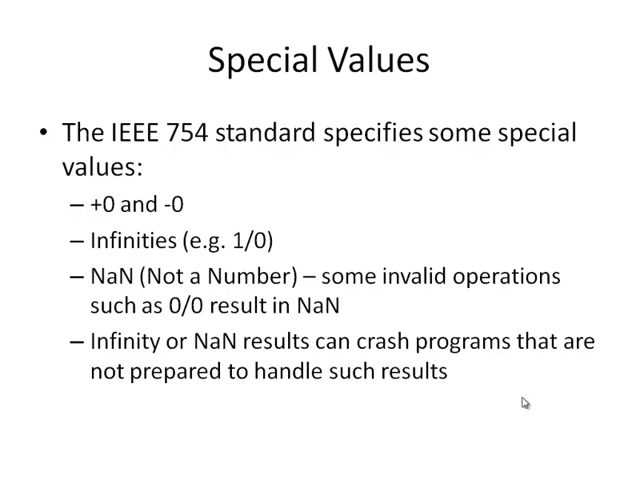 Special Values
• The IEEE 754 standard specifies some special
values:
– +0 and -0
– Infinities (e.g. 1/0)
– NaN (Not a Number) – some invalid operations
such as 0/0 result in NaN
– Infinity or NaN results can crash programs that are
not prepared to handle such results